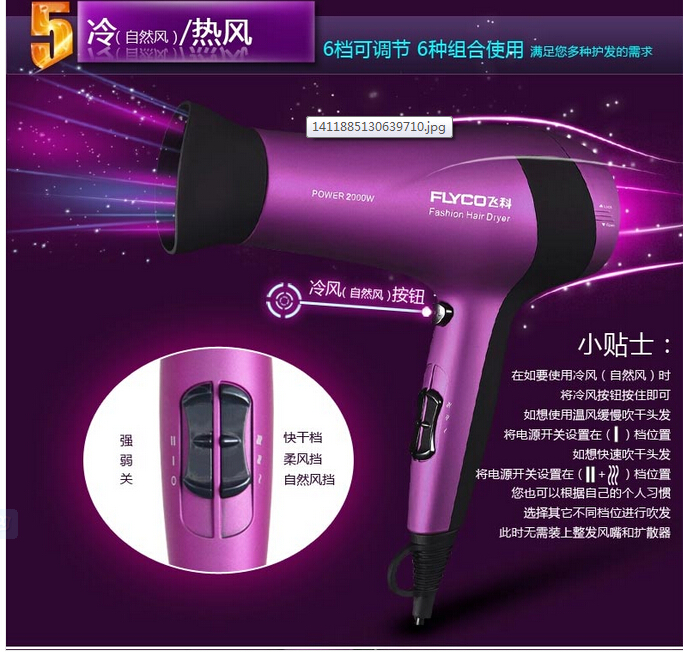 5 冷(自然风)/热风
6档可调节 6种组合使用 满足您多种护发的需求
1411885130639710.jpg
POWER 2000W
FLYCO飞科
Fashion Hair Dryer
冷风(自然风)按钮
小贴士：
在如要使用冷风(自然风)时
将冷风按钮按住即可
如想使用温风缓慢吹干头发
将电源开关设置在(I)档位置
如想快速吹干头发
将电源开关设置在(II+⦚⦚⦚)档位置
您也可以根据自己的个人习惯
选择其它不同档位进行吹发
此时无需装上整发风嘴和扩散器
强 II 快干档
弱 I 柔风挡
关 O 自然风挡